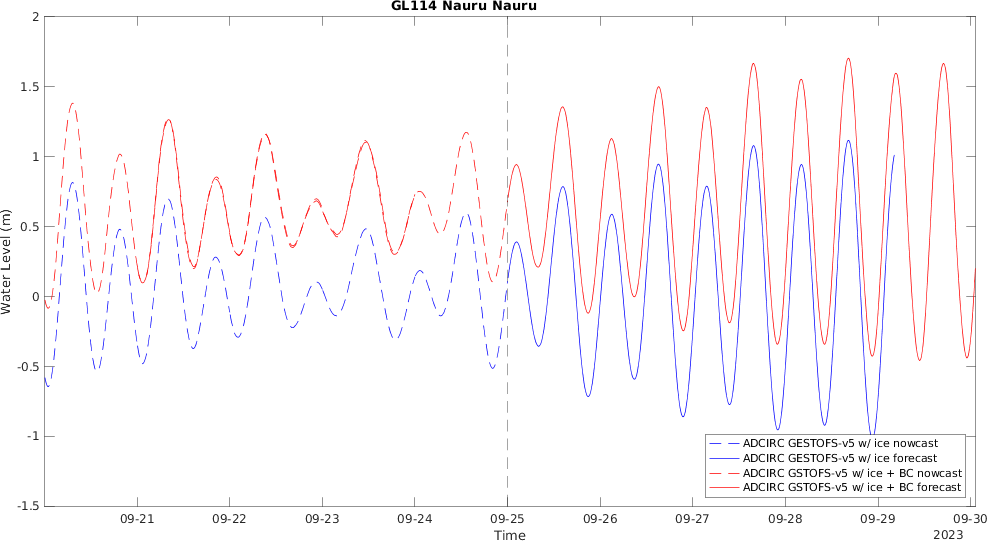 GL114 Nauru Nauru
2
1.5
1
0.5
0
-0.5
-1
-1.5
Water Level (m)
ADCIRC GESTOFS-v5 w/ ice nowcast
ADCIRC GESTOFS-v5 w/ ice forecast
ADCIRC GSTOFS-v5 w/ ice + BC nowcast
ADCIRC GSTOFS-v5 w/ ice + BC forecast
09-21 09-22 09-23 09-24 09-25 09-26 09-27 09-28 09-29 09-30
Time
2023